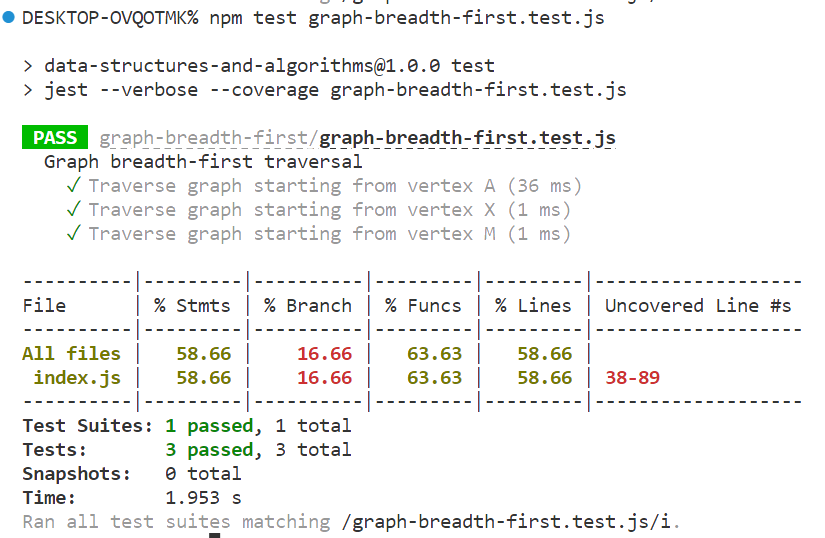 DESKTOP-OVQOTMK% npm test graph-breadth-first.test.js
> data-structures-and-algorithms@1.0.0 test
> jest --verbose --coverage graph-breadth-first.test.js
PASS graph-breadth-first/graph-breadth-first.test.js
Graph breadth-first traversal
✓ Traverse graph starting from vertex A (36 ms)
✓ Traverse graph starting from vertex X (1 ms)
✓ Traverse graph starting from vertex M (1 ms)
----------|---------|----------|---------|---------|-------------------
File | % Stmts | % Branch | % Funcs | % Lines | Uncovered Line #s
----------|---------|----------|---------|---------|-------------------
All files | 58.66 | 16.66 | 63.63 | 58.66 |
index.js | 58.66 | 16.66 | 63.63 | 58.66 | 38-89
----------|---------|----------|---------|---------|-------------------
Test Suites: 1 passed, 1 total
Tests: 3 passed, 3 total
Snapshots: 0 total
Time: 1.953 s
Ran all test suites matching /graph-breadth-first.test.js/i.